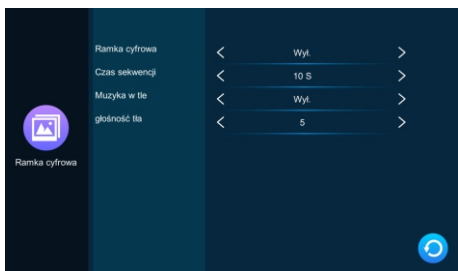 Ramka cyfrowa Wył.
Czas sekwencji 10 S
Muzyka w tle Wył.
głośność tła 5
Ramka cyfrowa